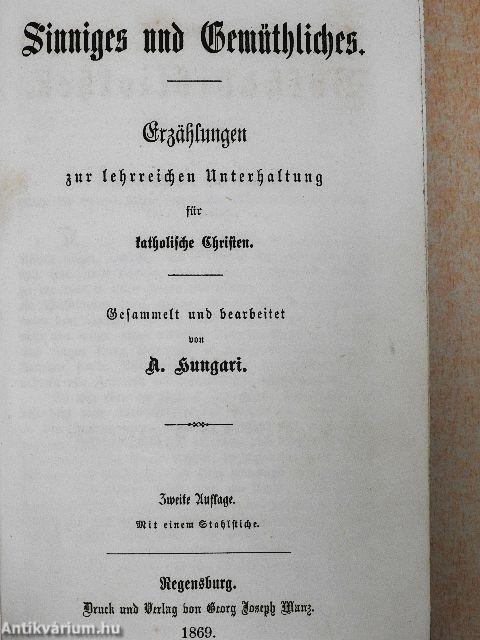 Sinniges und Gemüthliches.
Erzählungen
zur lehrreichen Unterhaltung
für
katholische Christen.
Gesammelt und bearbeitet
von
A. Hungari.
Zweite Auflage.
Mit einem Stahlstiche.
Regensburg.
Druck und Verlag von Georg Joseph Manz.
1869.
Antikvárium.hu